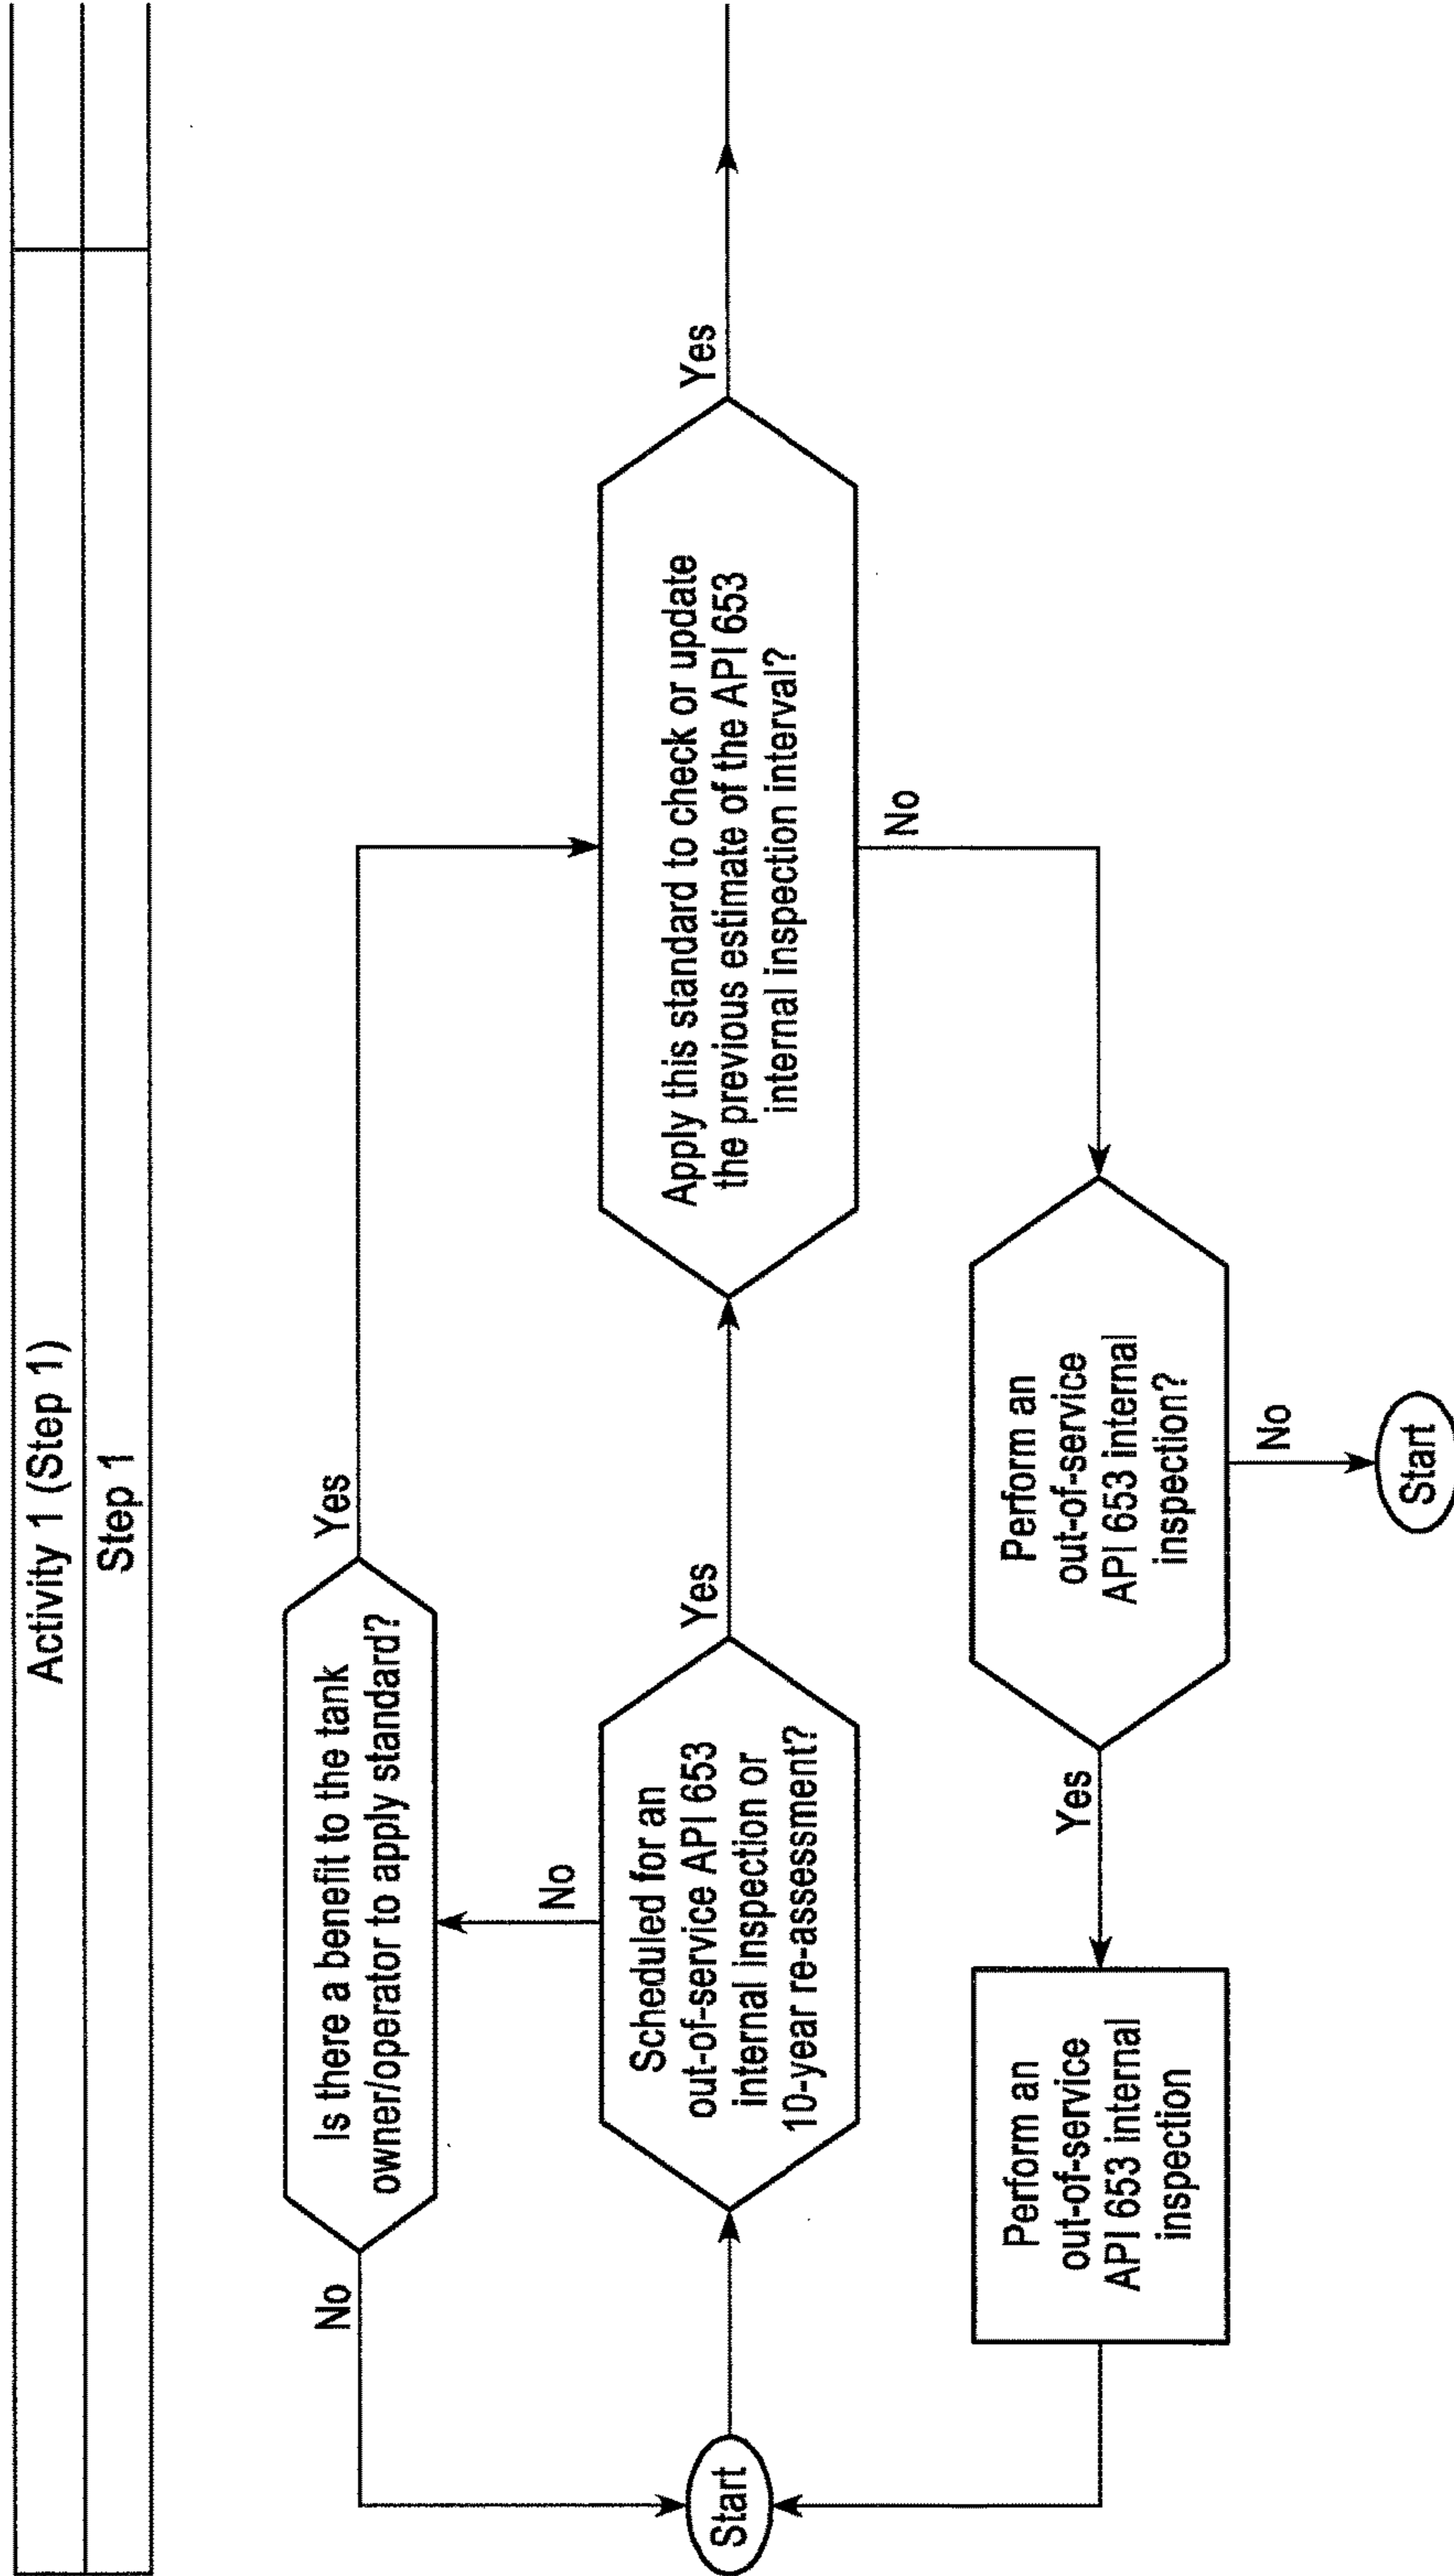 Activity 1 (Step 1)
Step 1
No
Is there a benefit to the tank
owner/operator to apply standard?
Yes
No
Start
Scheduled for an
out-of-service API 653
internal inspection or
10-year re-assessment?
Yes
Apply this standard to check or update
the previous estimate of the API 653
internal inspection interval?
Yes
No
Perform an
out-of-service
API 653 internal
inspection
Yes
Perform an
out-of-service
API 653 internal
inspection?
No
Start